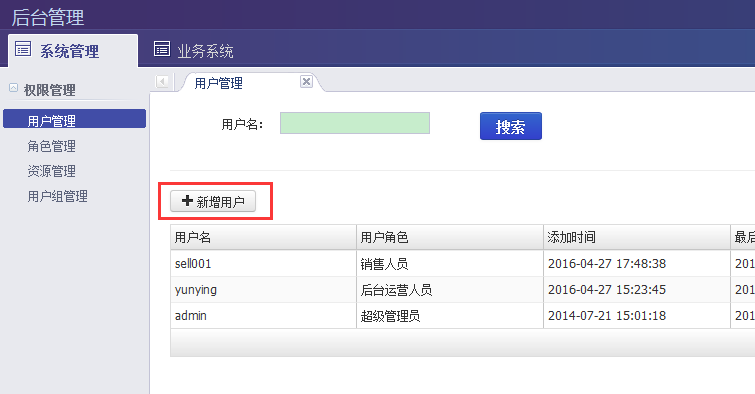 后台管理
系统管理 业务系统
权限管理
用户管理
角色管理
资源管理
用户组管理
用户管理
用户名： 搜索
新增用户
用户名 用户角色 添加时间 最后
sell001 销售人员 2016-04-27 17:48:38 201
yunying 后台运营人员 2016-04-27 15:23:45 201
admin 超级管理员 2014-07-21 15:01:18 201